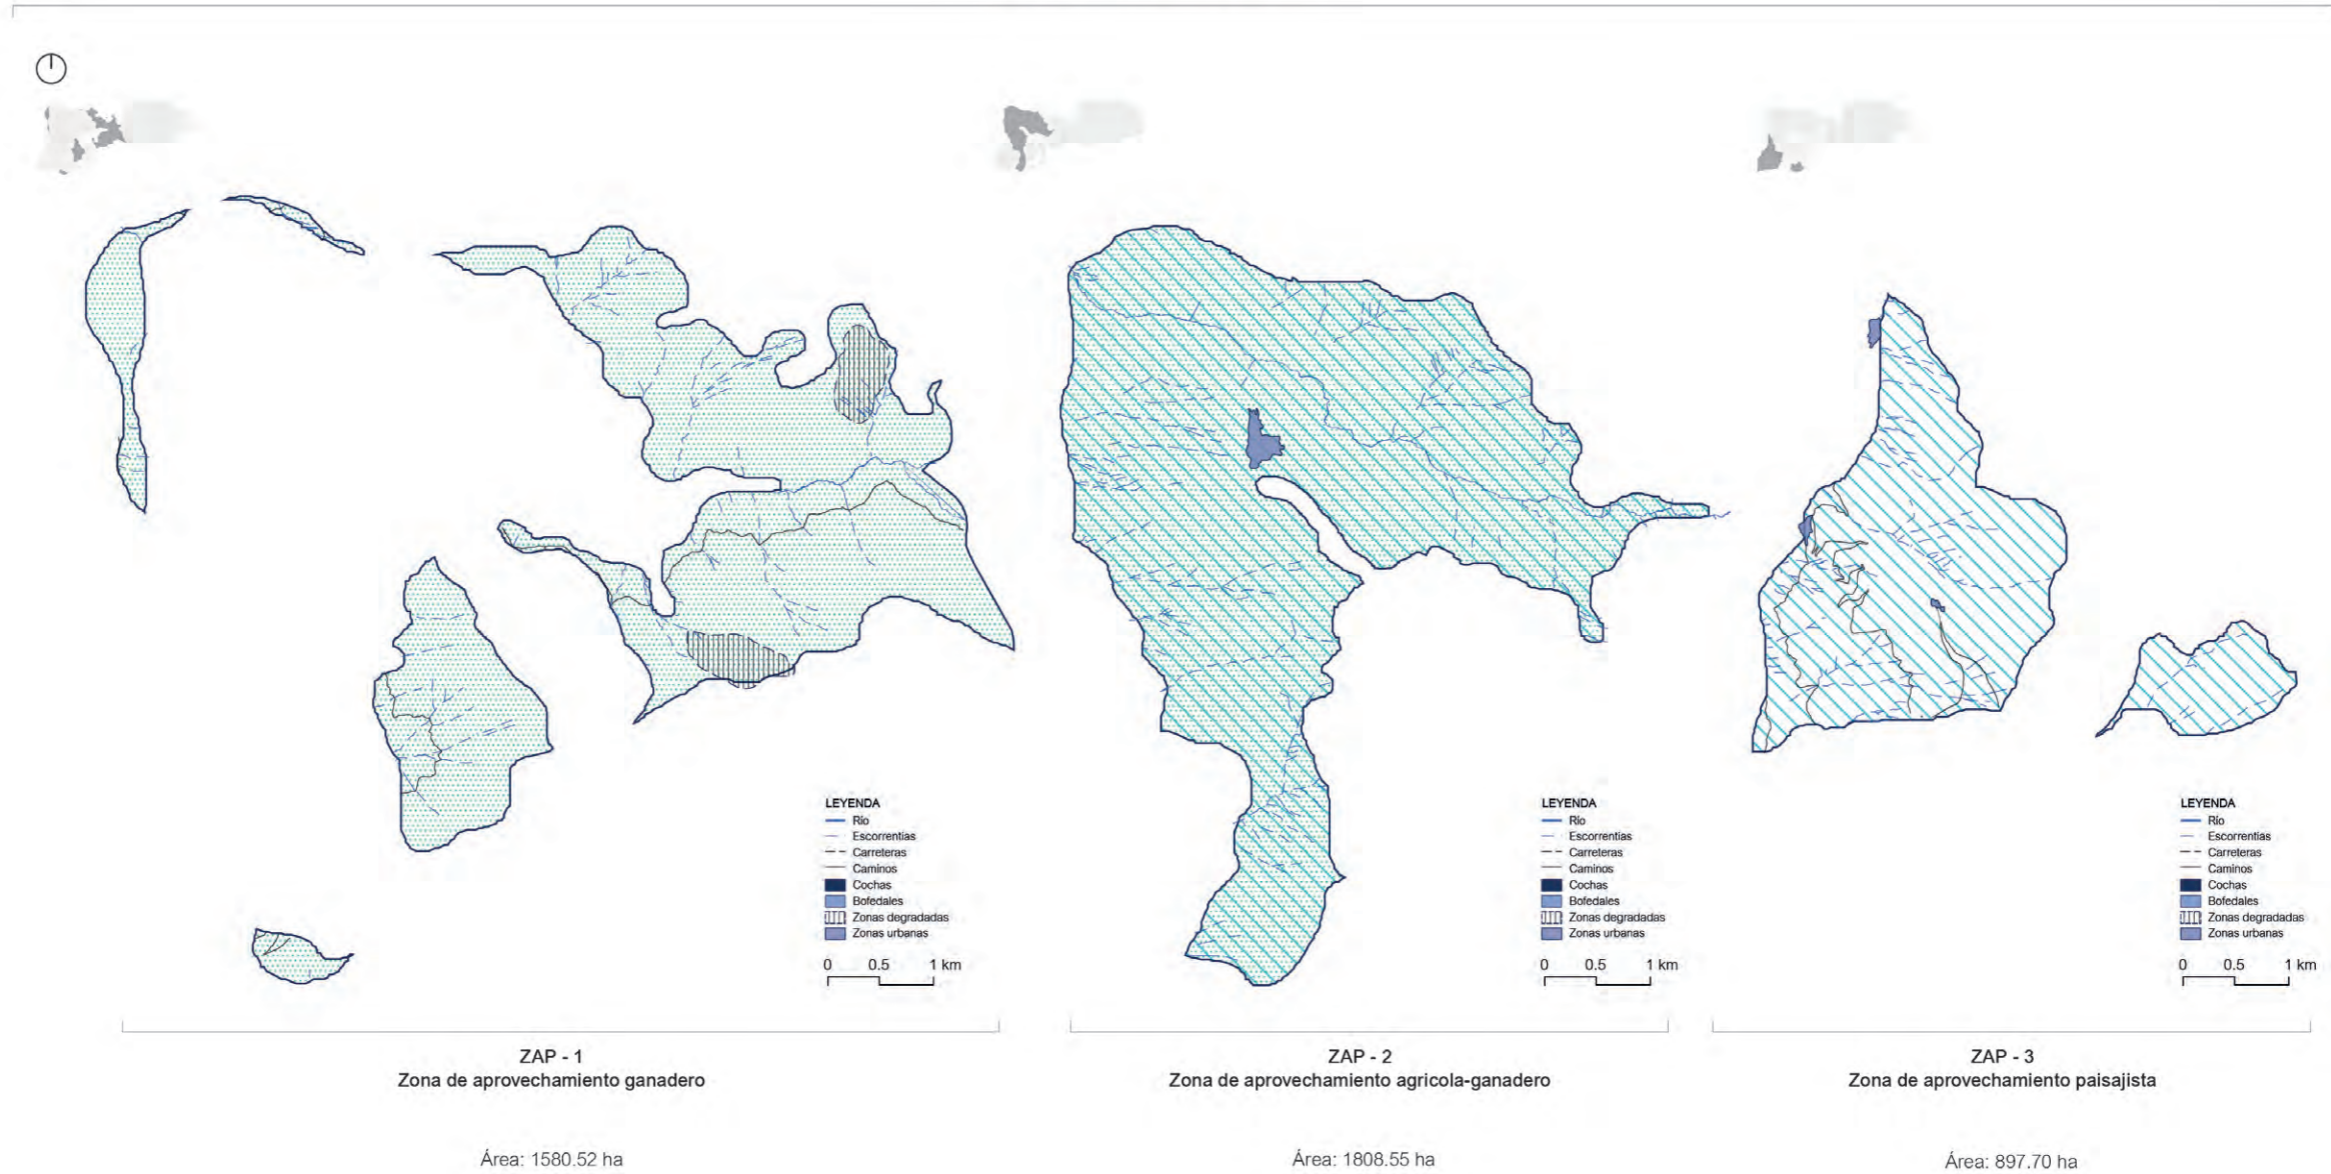 LEYENDA
Río
Escorrentías
Carreteras
Caminos
Cochas
Bofedales
Zonas degradadas
Zonas urbanas
0 0.5 1 km
LEYENDA
Río
Escorrentías
Carreteras
Caminos
Cochas
Bofedales
Zonas degradadas
Zonas urbanas
0 0.5 1 km
LEYENDA
Río
Escorrentías
Carreteras
Caminos
Cochas
Bofedales
Zonas degradadas
Zonas urbanas
0 0.5 1 km
ZAP - 1
Zona de aprovechamiento ganadero
Área: 1580.52 ha
ZAP - 2
Zona de aprovechamiento agricola-ganadero
Área: 1808.55 ha
ZAP - 3
Zona de aprovechamiento paisajista
Área: 897.70 ha